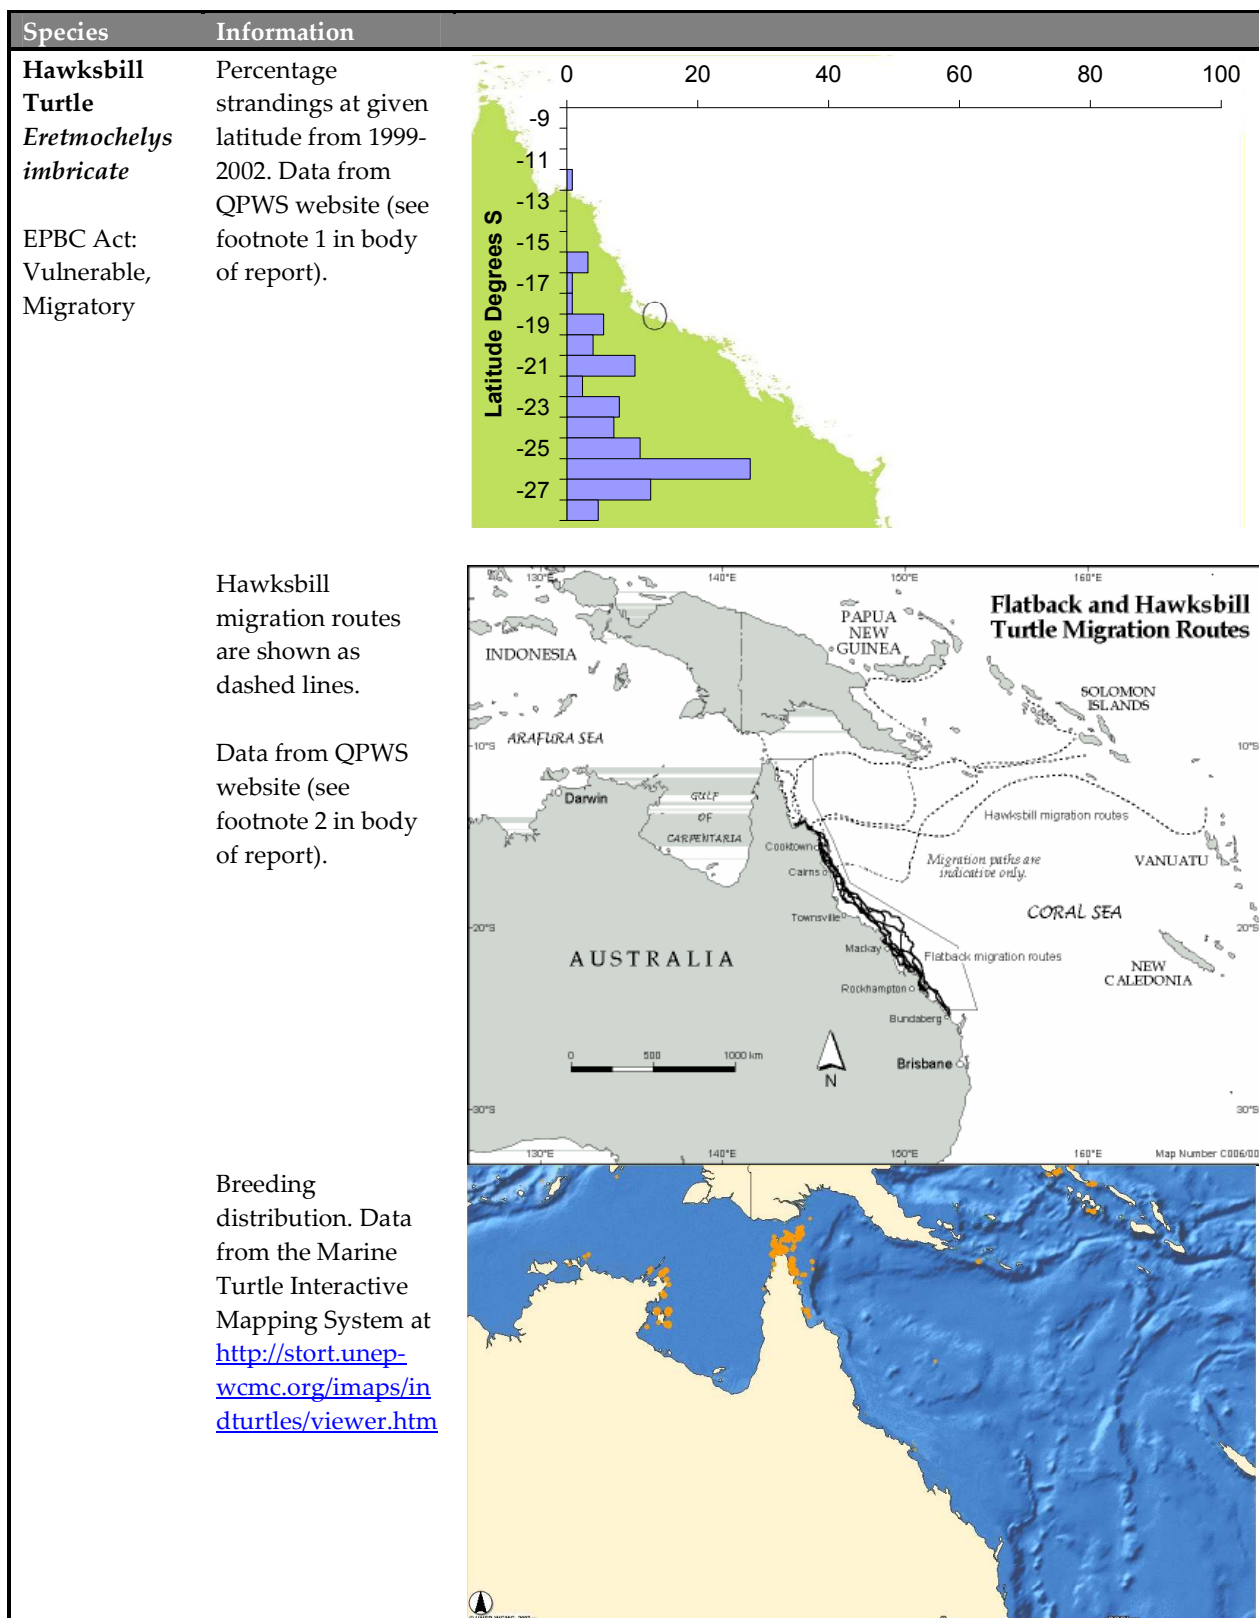 Species Information
Hawksbill
Turtle
Eretmochelys
imbricate
EPBC Act:
Vulnerable,
Migratory
Percentage
strandings at given
latitude from 1999-
2002. Data from
QPWS website (see
footnote 1 in body
of report).
0 20 40 60 80 100
Latitude Degrees S
-9
-11
-13
-15
-17
-19
-21
-23
-25
-27
Hawksbill
migration routes
are shown as
dashed lines.
Data from QPWS
website (see
footnote 2 in body
of report).
130°E 140°E 150°E 160°E
Flatback and Hawksbill
Turtle Migration Routes
PAPUA
NEW
GUINEA
INDONESIA
SOLOMON
ISLANDS
ARAFURA SEA
10°S 10°S
Darwin
GULF
OF
CARPENTARIA
Hawksbill migration routes
Cooktown
Cairns
Migration paths are
indicative only.
VANUATU
Townsville
CORAL SEA
20°S 20°S
AUSTRALIA
Mackay
Flatback migration routes
NEW
CALEDONIA
Rockhampton
Bundaberg
0 500 1000 km
N
Brisbane
30°S 30°S
130°E 140°E 150°E 160°E
Map Number C006/00
Breeding
distribution. Data
from the Marine
Turtle Interactive
Mapping System at
http://stort.unep-
wcmc.org/imaps/in
dturtles/viewer.htm